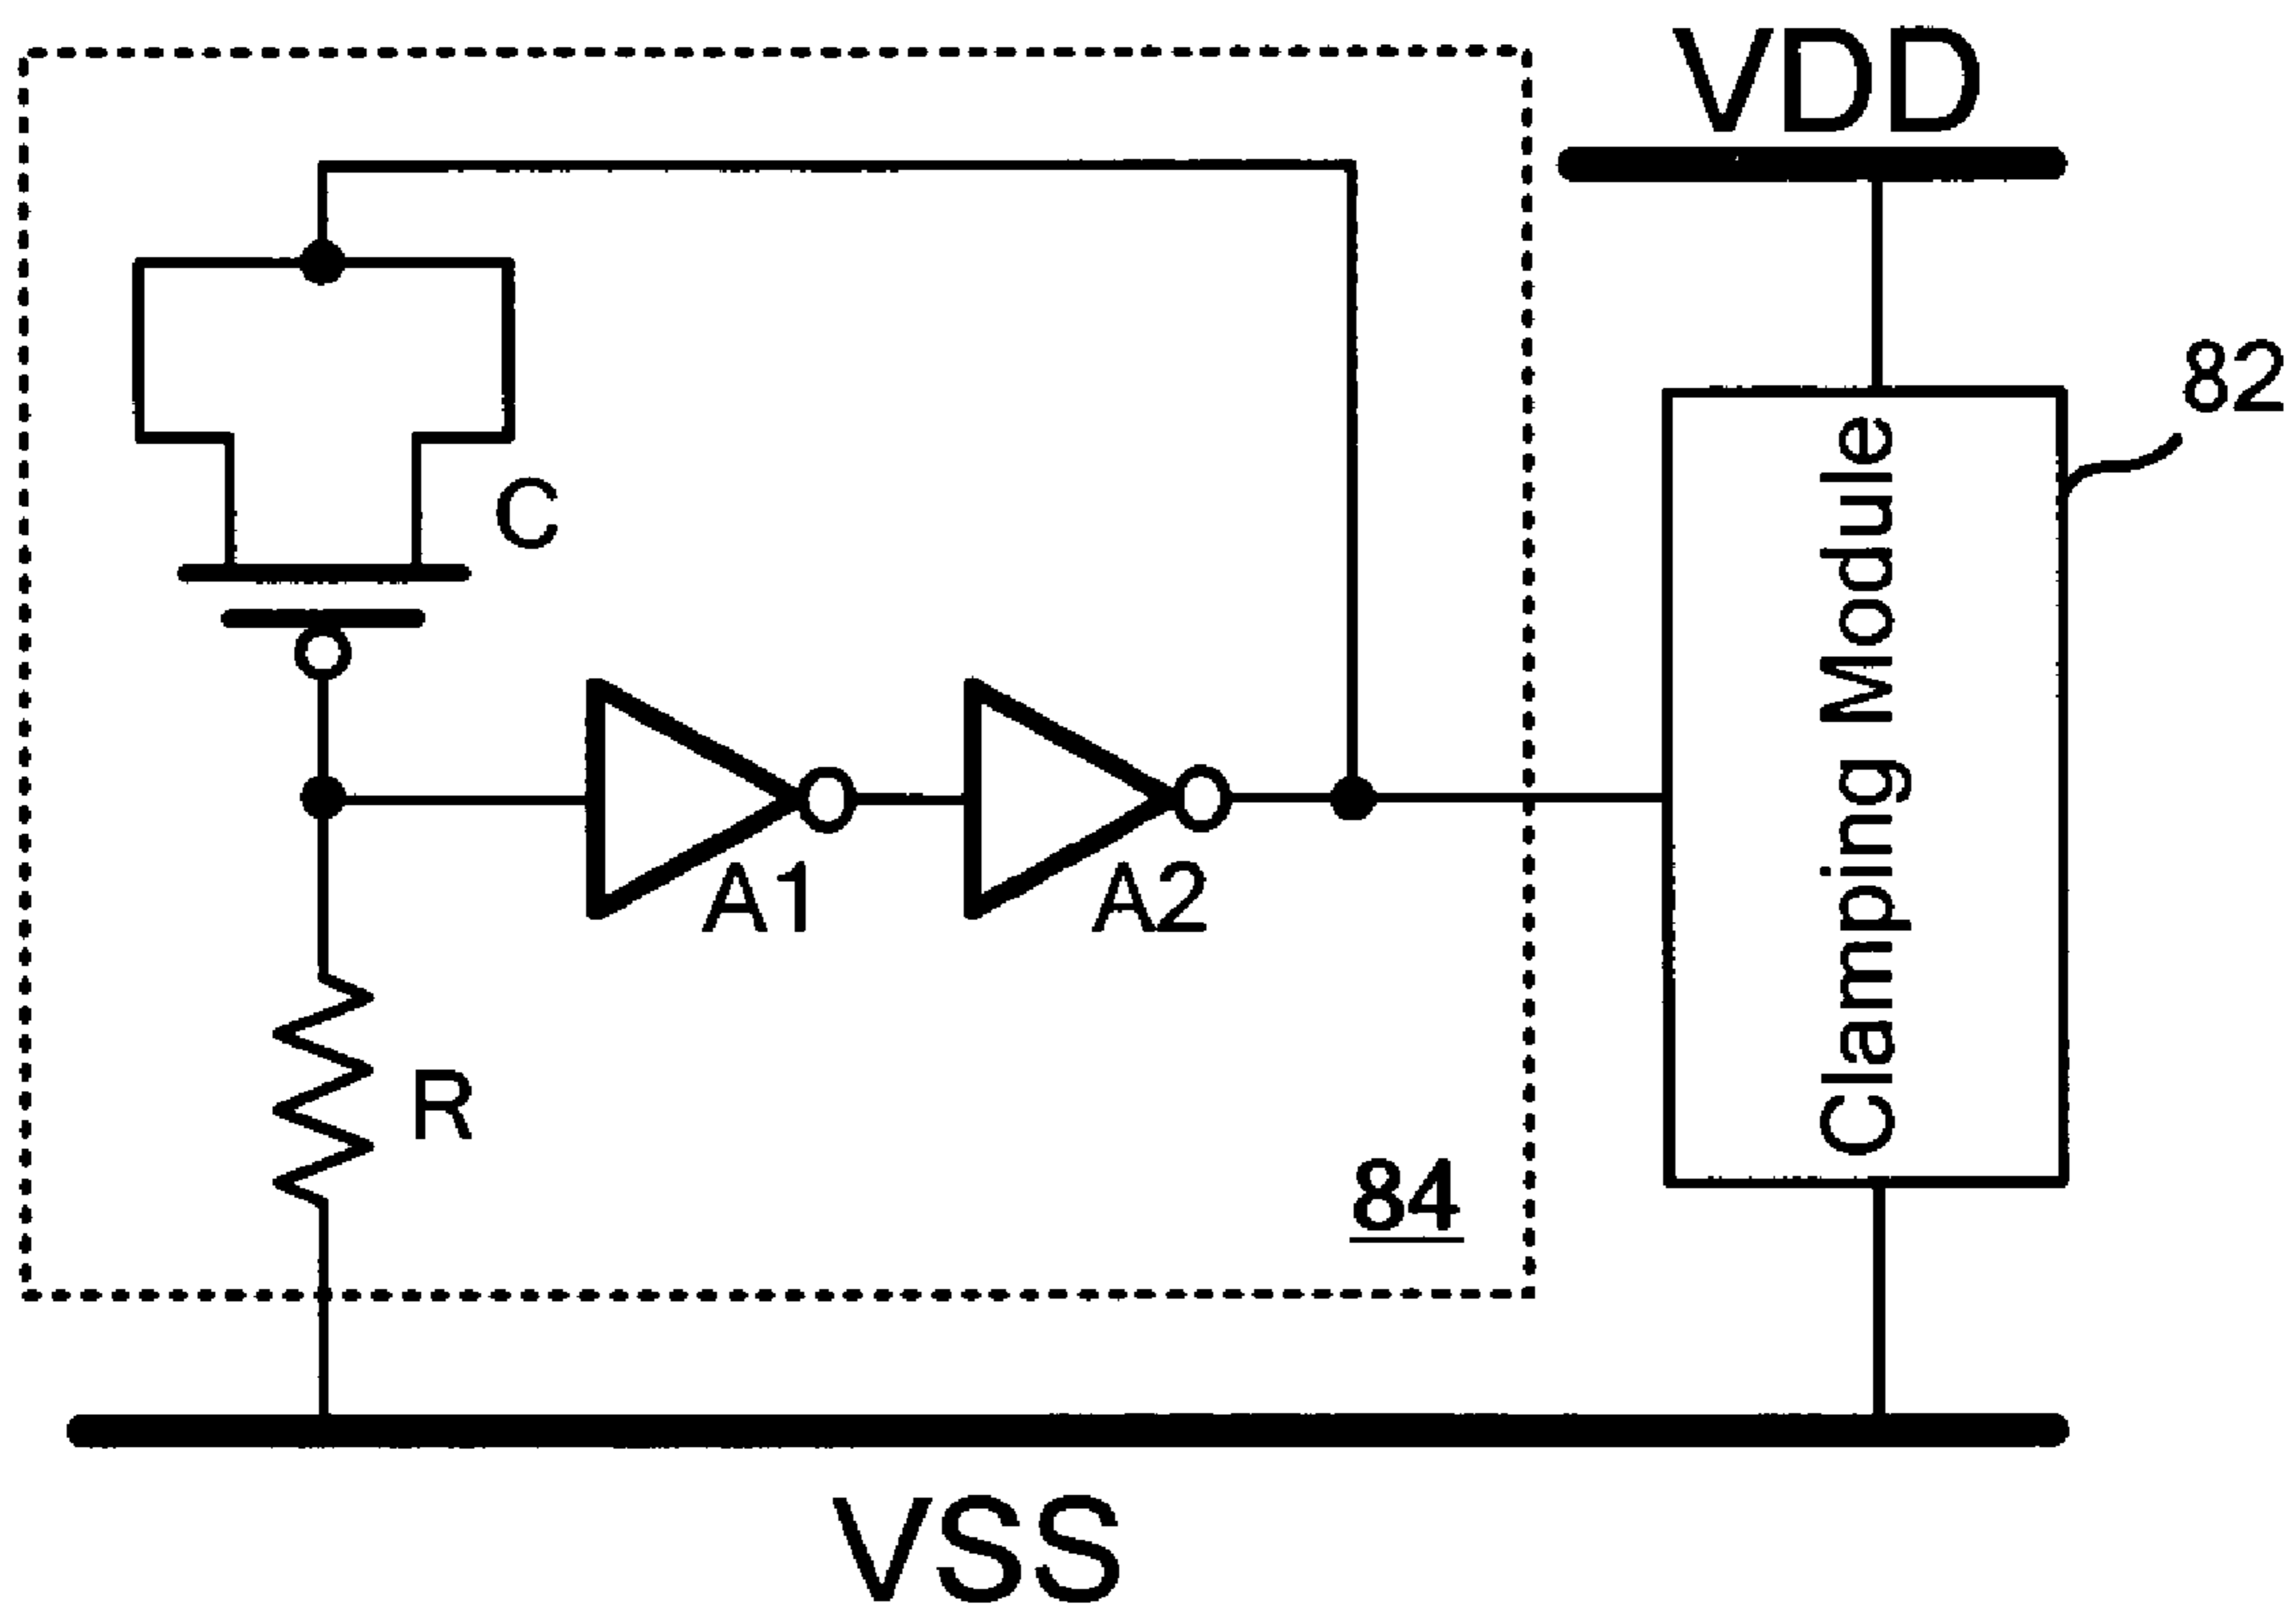 VDD
82
Clamping Module
C
A1
A2
R
84
VSS